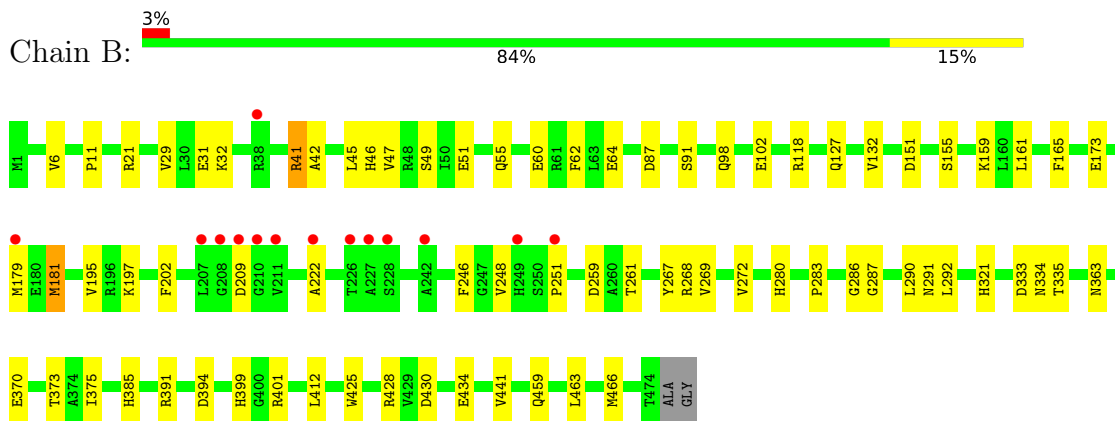 3%
Chain B:
84% 15%
M1 V6 P11 R21 V29 L30 E31 K32 R38 R41 A42 L45 H46 V47 R48 S49 I50 E51 Q55 E60 R61 F62 L63 E64 D87 S91 Q98 E102 R118 Q127 V132 D151 S155 K159 L160 L161 F165 E173
M179 E180 M181 V195 R196 K197 F202 L207 G208 D209 G210 V211 A222 T226 A227 S228 A242 F246 G247 V248 H249 S250 P251 D259 A260 T261 Y267 R268 V269 V272 H280 P283 G286 G287 L290 N291 L292 H321 D333 N334 T335 N363
E370 T373 A374 I375 H385 R391 D394 H399 G400 R401 L412 W425 R428 V429 D430 E434 V441 Q459 L463 M466 T474 ALA GLY